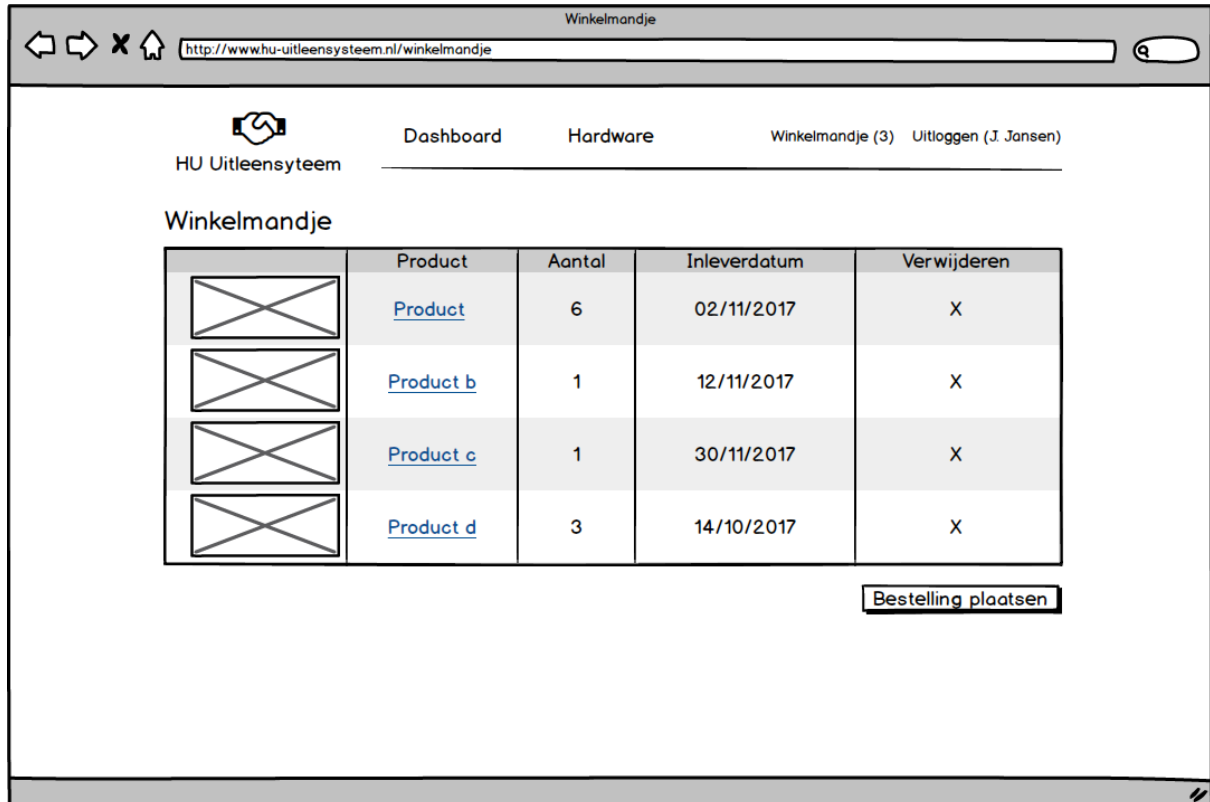 Winkelmandje
http://www.hu-uitleensysteem.nl/winkelmandje
Dashboard Hardware Winkelmandje (3) Uitloggen (J. Jansen)
HU Uitleensyteem
Winkelmandje
Product Aantal Inleverdatum Verwijderen
Product 6 02/11/2017 X
Product b 1 12/11/2017 X
Product c 1 30/11/2017 X
Product d 3 14/10/2017 X
Bestelling plaatsen